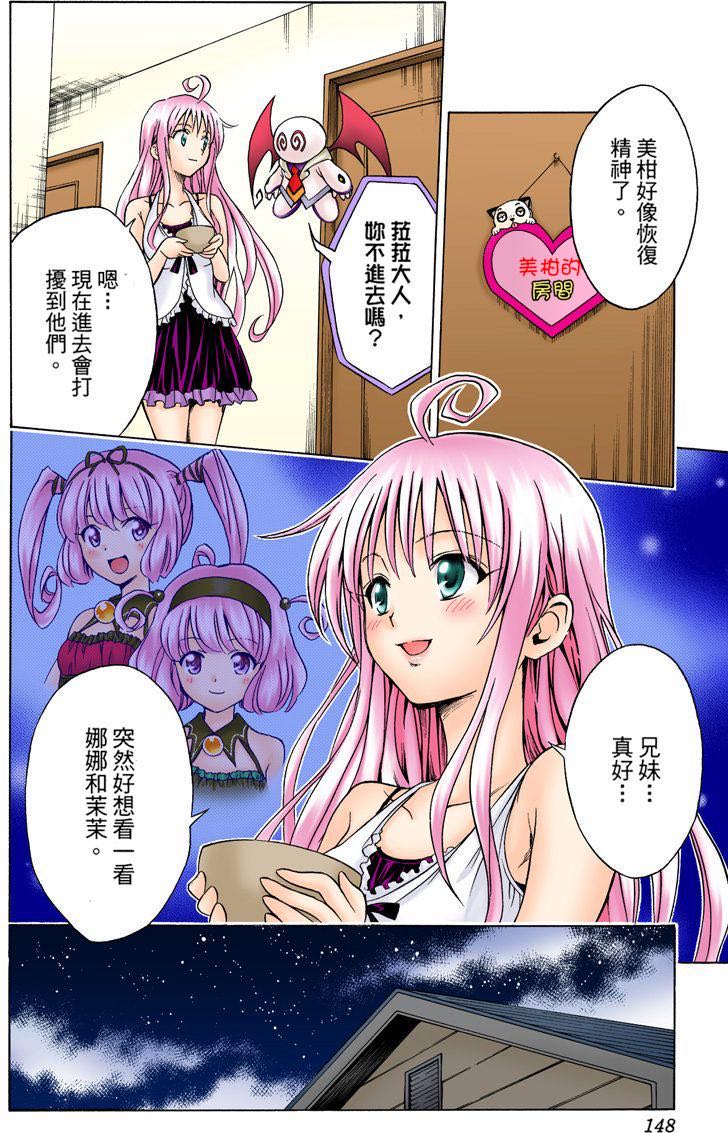 美柑好像恢復
精神了。
美柑的
房間
菈菈大人，
妳不進去嗎？
嗯…
現在進去會打
擾到他們。
兄妹…
真好…
突然好想看一看
娜娜和茉茉。
148